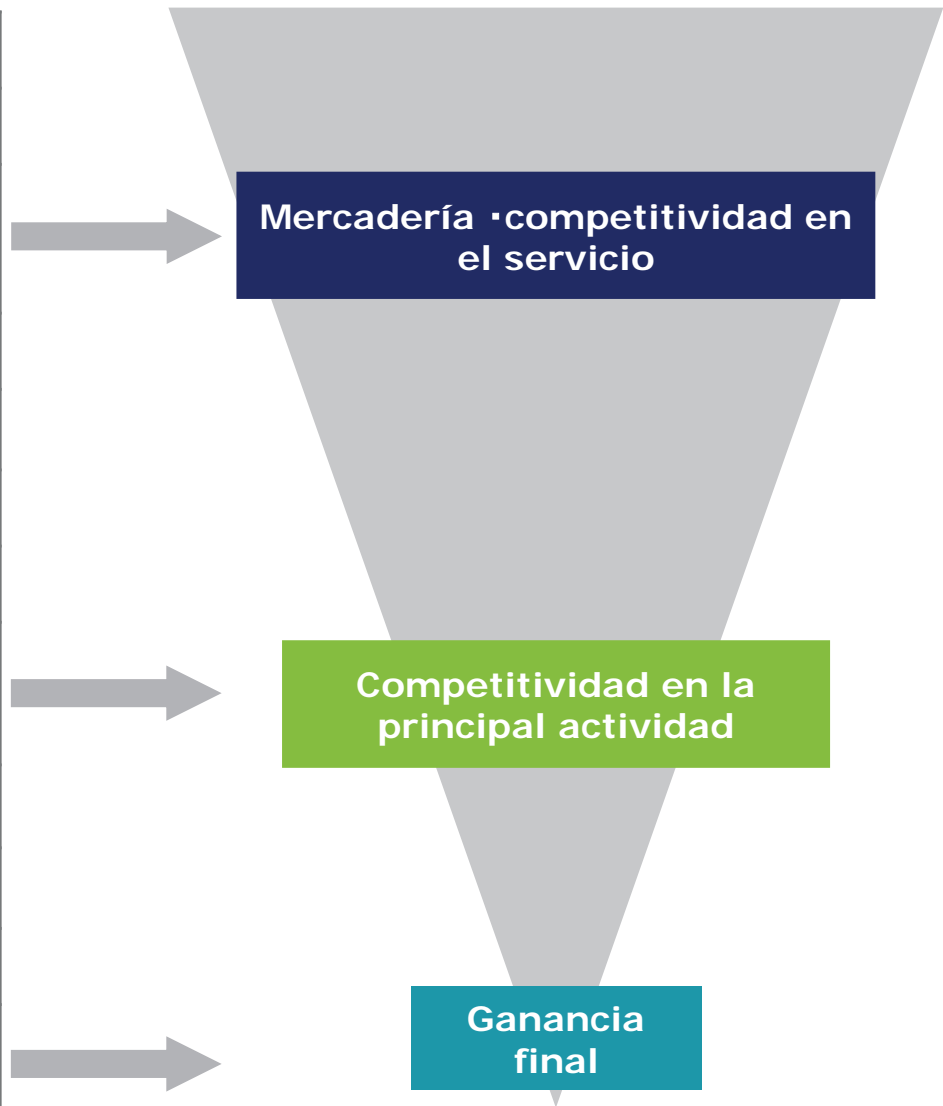 Mercadería ▪competitividad en
el servicio
Competitividad en la
principal actividad
Ganancia
final